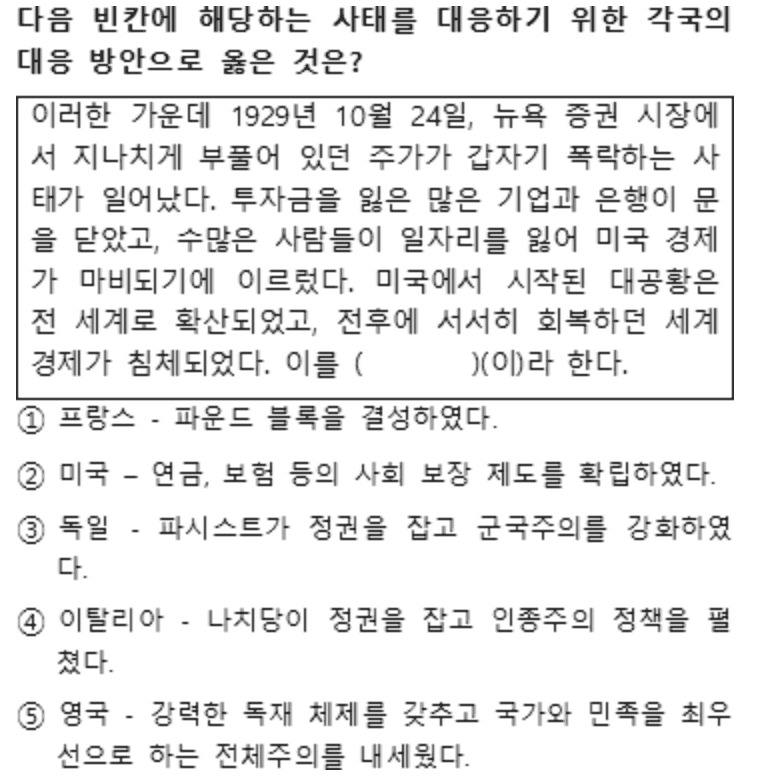 다음 빈칸에 해당하는 사태를 대응하기 위한 각국의
대응 방안으로 옳은 것은?
이러한 가운데 1929년 10월 24일, 뉴욕 증권 시장에
서 지나치게 부풀어 있던 주가가 갑자기 폭락하는 사
태가 일어났다. 투자금을 잃은 많은 기업과 은행이 문
을 닫았고, 수많은 사람들이 일자리를 잃어 미국 경제
가 마비되기에 이르렀다. 미국에서 시작된 대공황은
전 세계로 확산되었고, 전후에 서서히 회복하던 세계
경제가 침체되었다. 이를 ( )(이)라 한다.
① 프랑스 - 파운드 블록을 결성하였다.
② 미국 – 연금, 보험 등의 사회 보장 제도를 확립하였다.
③ 독일 - 파시스트가 정권을 잡고 군국주의를 강화하였
다.
④ 이탈리아 - 나치당이 정권을 잡고 인종주의 정책을 펼
쳤다.
⑤ 영국 - 강력한 독재 체제를 갖추고 국가와 민족을 최우
선으로 하는 전체주의를 내세웠다.